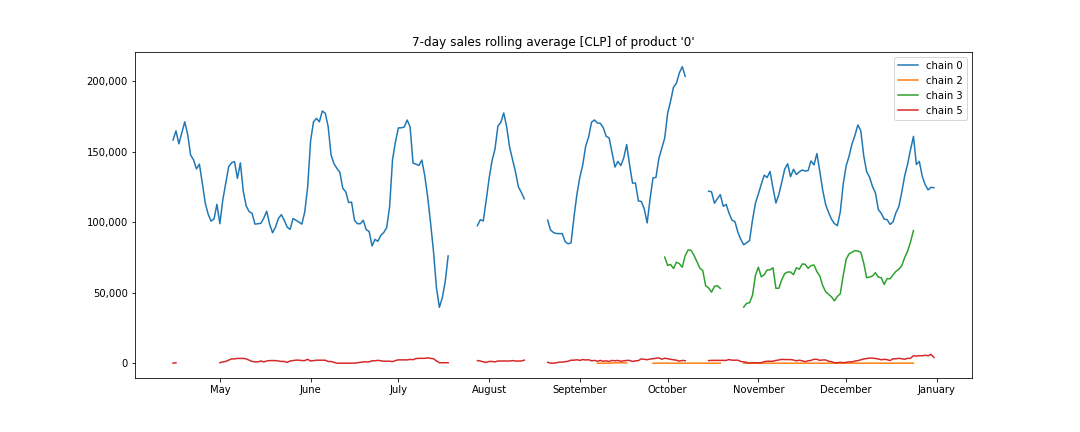 7-day sales rolling average [CLP] of product '0'
chain 0
chain 2
chain 3
chain 5
200,000
150,000
100,000
50,000
0
May June July August September October November December January